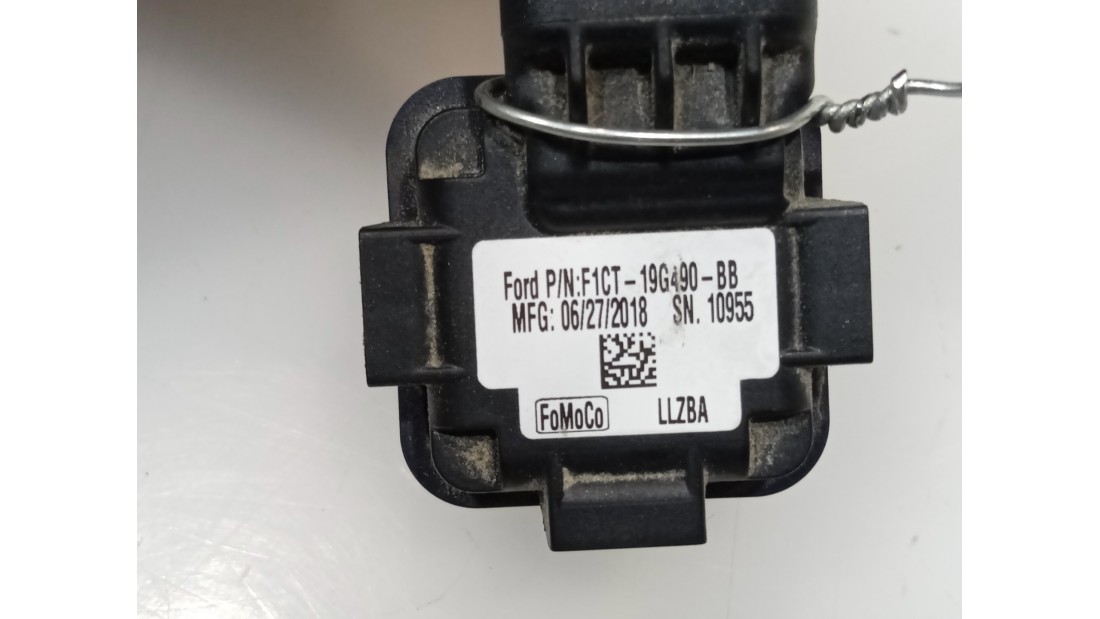 Ford P/N:F1CT-19G490-BB
MFG: 06/27/2018 SN. 10955
FoMoCo LLZBA